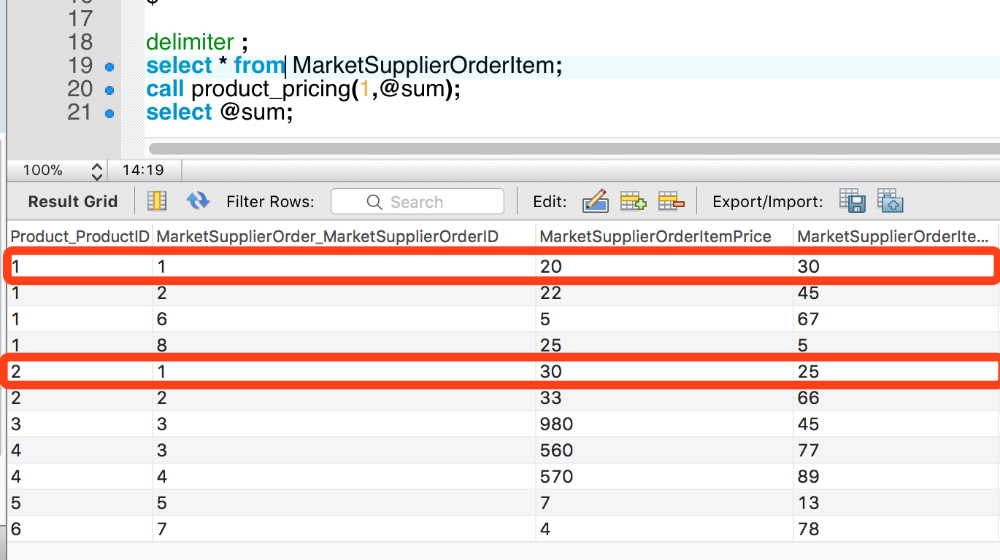 17
18 delimiter ;
19 select * from MarketSupplierOrderItem;
20 call product_pricing(1,@sum);
21 select @sum;
100% 14:19
Result Grid Filter Rows: Search Edit: Export/Import:
Product_ProductID MarketSupplierOrder_MarketSupplierOrderID MarketSupplierOrderItemPrice MarketSupplierOrderIte...
1 1 20 30
1 2 22 45
1 6 5 67
1 8 25 5
2 1 30 25
2 2 33 66
3 3 980 45
4 3 560 77
4 4 570 89
5 5 7 13
6 7 4 78